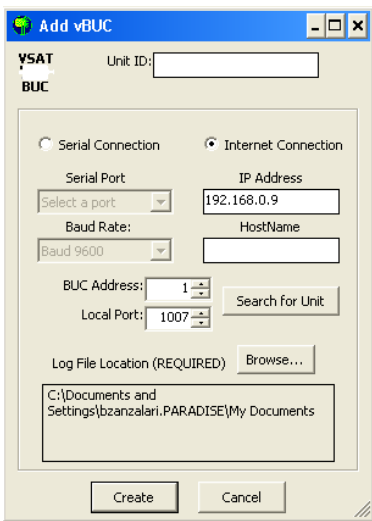 Add vBUC
VSAT
BUC
Unit ID:
Serial Connection
Internet Connection
Serial Port
IP Address
Select a port
192.168.0.9
Baud Rate:
HostName
Baud 9600
BUC Address: 1
Search for Unit
Local Port: 1007
Log File Location (REQUIRED)
Browse...
C:\Documents and
Settings\bzanzalari.PARADISE\My Documents
Create
Cancel